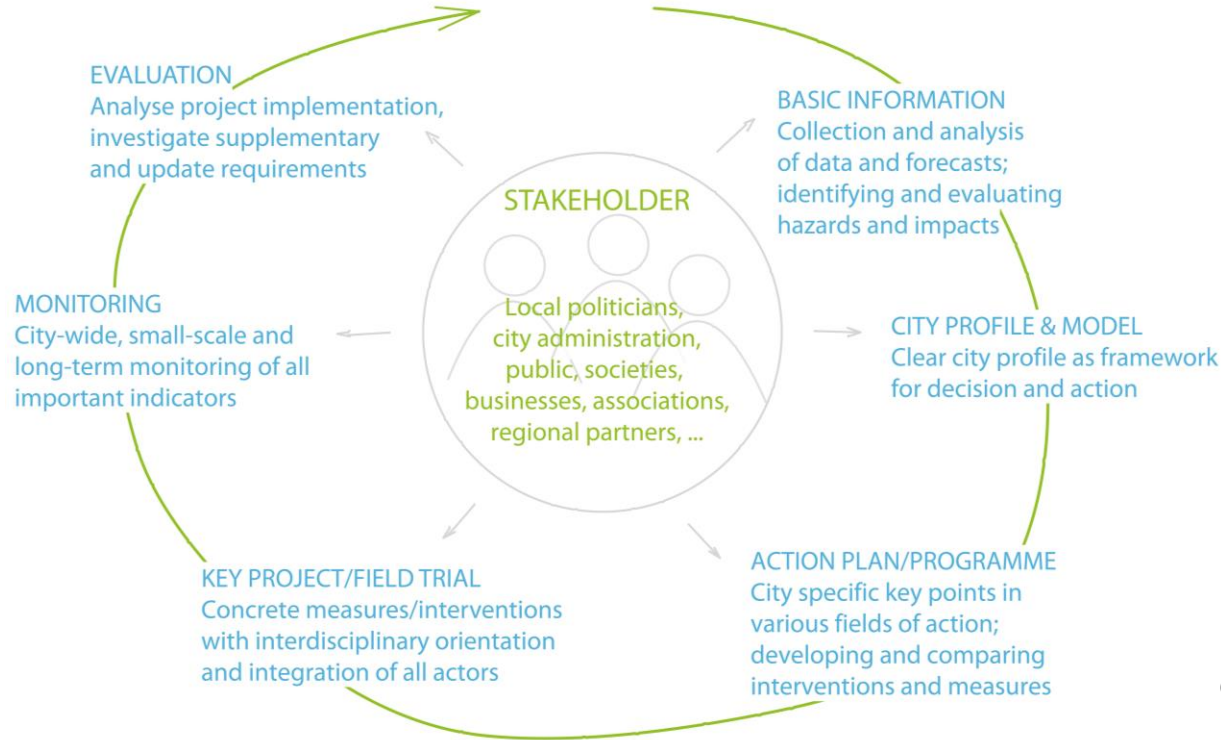 EVALUATION
Analyse project implementation,
investigate supplementary
and update requirements
BASIC INFORMATION
Collection and analysis
of data and forecasts;
identifying and evaluating
hazards and impacts
STAKEHOLDER
Local politicians,
city administration,
public, societies,
businesses, associations,
regional partners, ...
MONITORING
City-wide, small-scale and
long-term monitoring of all
important indicators
CITY PROFILE & MODEL
Clear city profile as framework
for decision and action
KEY PROJECT/FIELD TRIAL
Concrete measures/interventions
with interdisciplinary orientation
and integration of all actors
ACTION PLAN/PROGRAMME
City specific key points in
various fields of action;
developing and comparing
interventions and measures